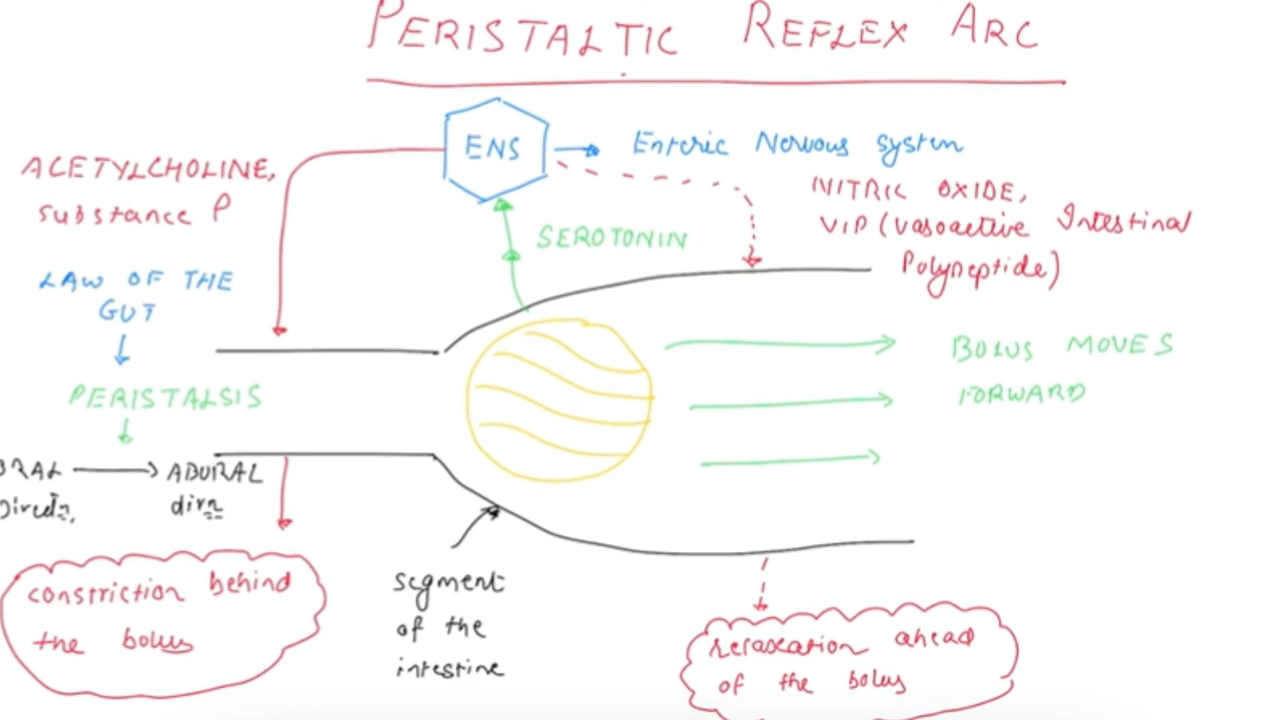 PERISTALTIC REFLEX ARC
ENS
Enteric Nervous system
ACETYLCHOLINE,
substance P
NITRIC OXIDE,
VIP (vasoactive Intestinal
Polypeptide)
SEROTONIN
LAW OF THE
GUT
PERISTALSIS
BOLUS MOVES
FORWARD
ORAL
ADORAL
dirn
constriction behind
the bolus
segment
of the
intestine
relaxation ahead
of the bolus